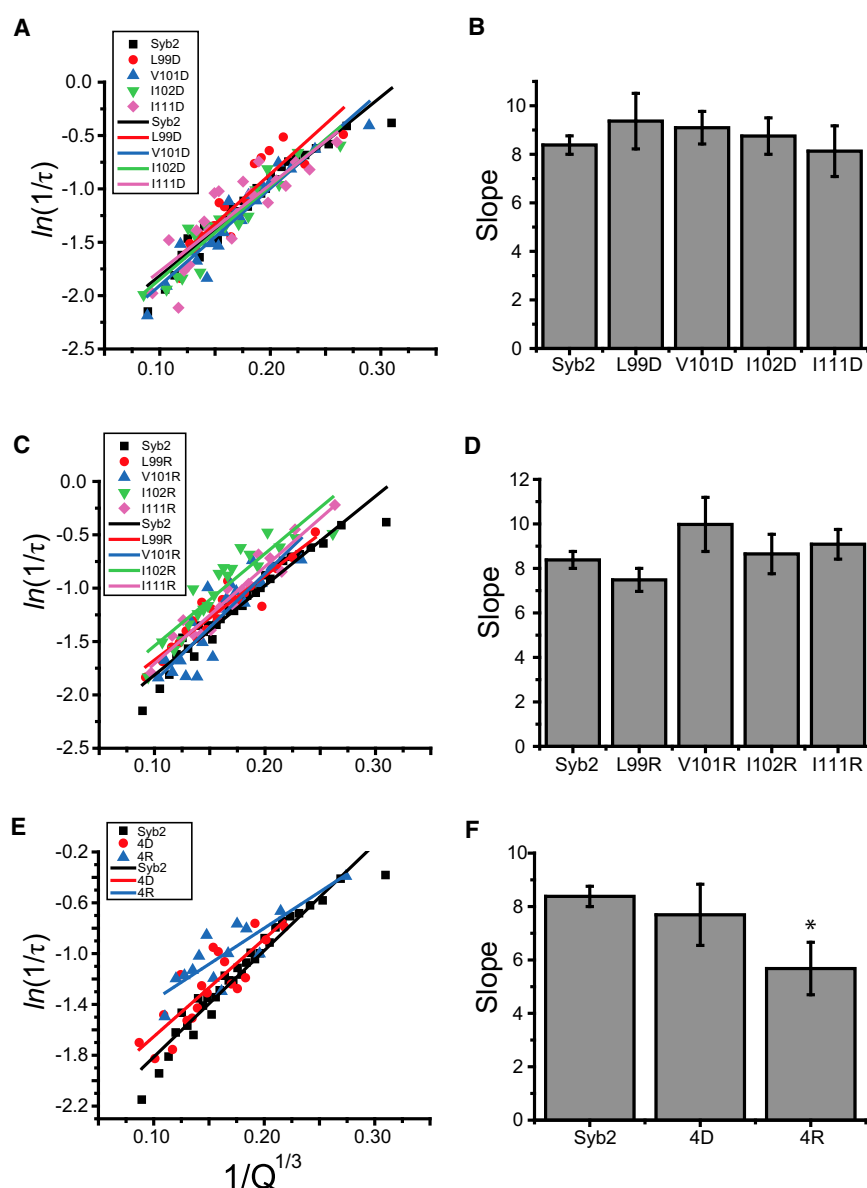 A
Syb2
L99D
V101D
I102D
I111D
Syb2
L99D
V101D
I102D
I111D
0.0
-0.5
-1.0
-1.5
-2.0
-2.5
ln(1/τ)
0.10 0.20 0.30
B
10
8
6
4
2
0
Slope
Syb2 L99D V101D I102D I111D
C
Syb2
L99R
V101R
I102R
I111R
Syb2
L99R
V101R
I102R
I111R
0.0
-0.5
-1.0
-1.5
-2.0
-2.5
ln(1/τ)
0.10 0.20 0.30
D
12
10
8
6
4
2
0
Slope
Syb2 L99R V101R I102R I111R
E
Syb2
4D
4R
Syb2
4D
4R
-0.2
-0.6
-1.0
-1.4
-1.8
-2.2
ln(1/τ)
0.10 0.20 0.30
1/Q^1/3
F
10
8
6
4
2
0
Slope
*
Syb2 4D 4R